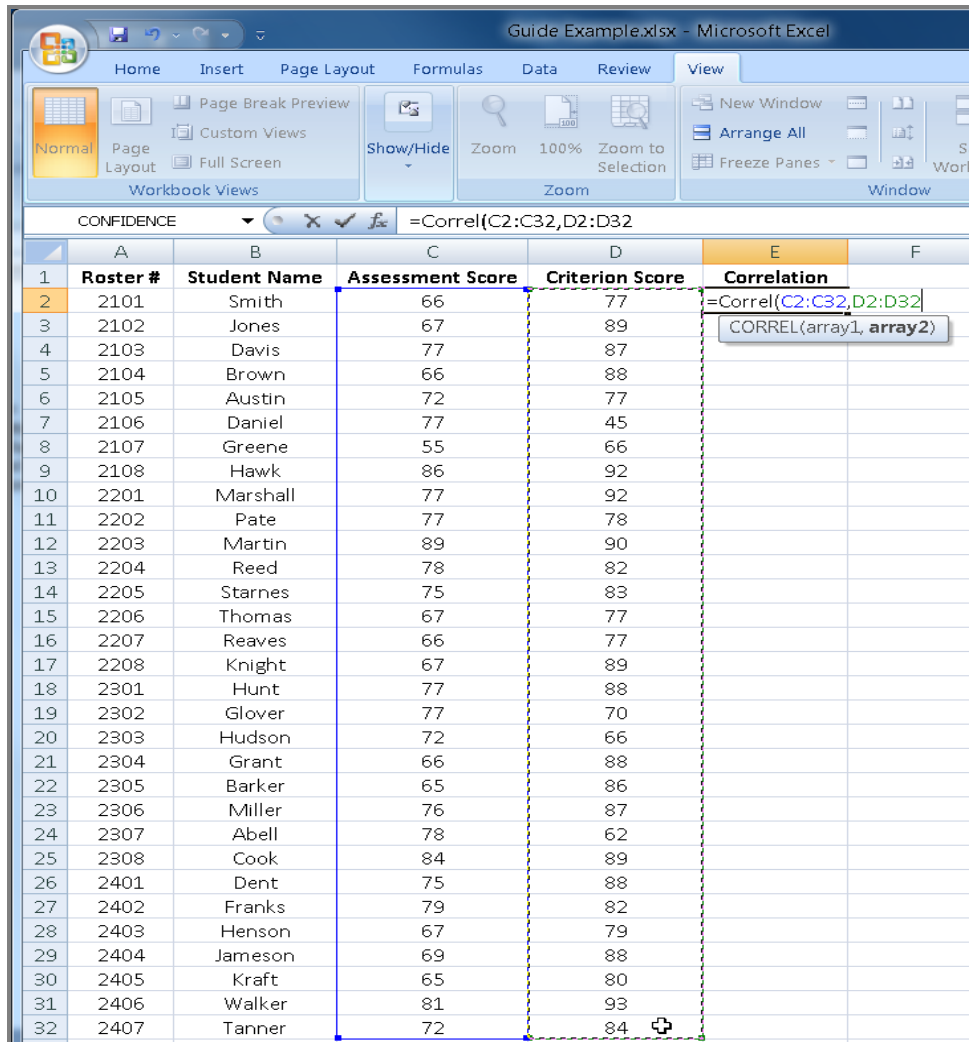 Guide Example.xlsx - Microsoft Excel
Home Insert Page Layout Formulas Data Review View
Page Break Preview New Window
Custom Views Arrange All
Normal Page Show/Hide Zoom 100% Zoom to
Layout Full Screen Selection Freeze Panes
Workbook Views Zoom Window
CONFIDENCE fx =Correl(C2:C32,D2:D32
A B C D E F
1 Roster # Student Name Assessment Score Criterion Score Correlation
2 2101 Smith 66 77 =Correl(C2:C32,D2:D32
3 2102 Jones 67 89 CORREL(array1, array2)
4 2103 Davis 77 87
5 2104 Brown 66 88
6 2105 Austin 72 77
7 2106 Daniel 77 45
8 2107 Greene 55 66
9 2108 Hawk 86 92
10 2201 Marshall 77 92
11 2202 Pate 77 78
12 2203 Martin 89 90
13 2204 Reed 78 82
14 2205 Starnes 75 83
15 2206 Thomas 67 77
16 2207 Reaves 66 77
17 2208 Knight 67 89
18 2301 Hunt 77 88
19 2302 Glover 77 70
20 2303 Hudson 72 66
21 2304 Grant 66 88
22 2305 Barker 65 86
23 2306 Miller 76 87
24 2307 Abell 78 62
25 2308 Cook 84 89
26 2401 Dent 75 88
27 2402 Franks 79 82
28 2403 Henson 67 79
29 2404 Jameson 69 88
30 2405 Kraft 65 80
31 2406 Walker 81 93
32 2407 Tanner 72 84